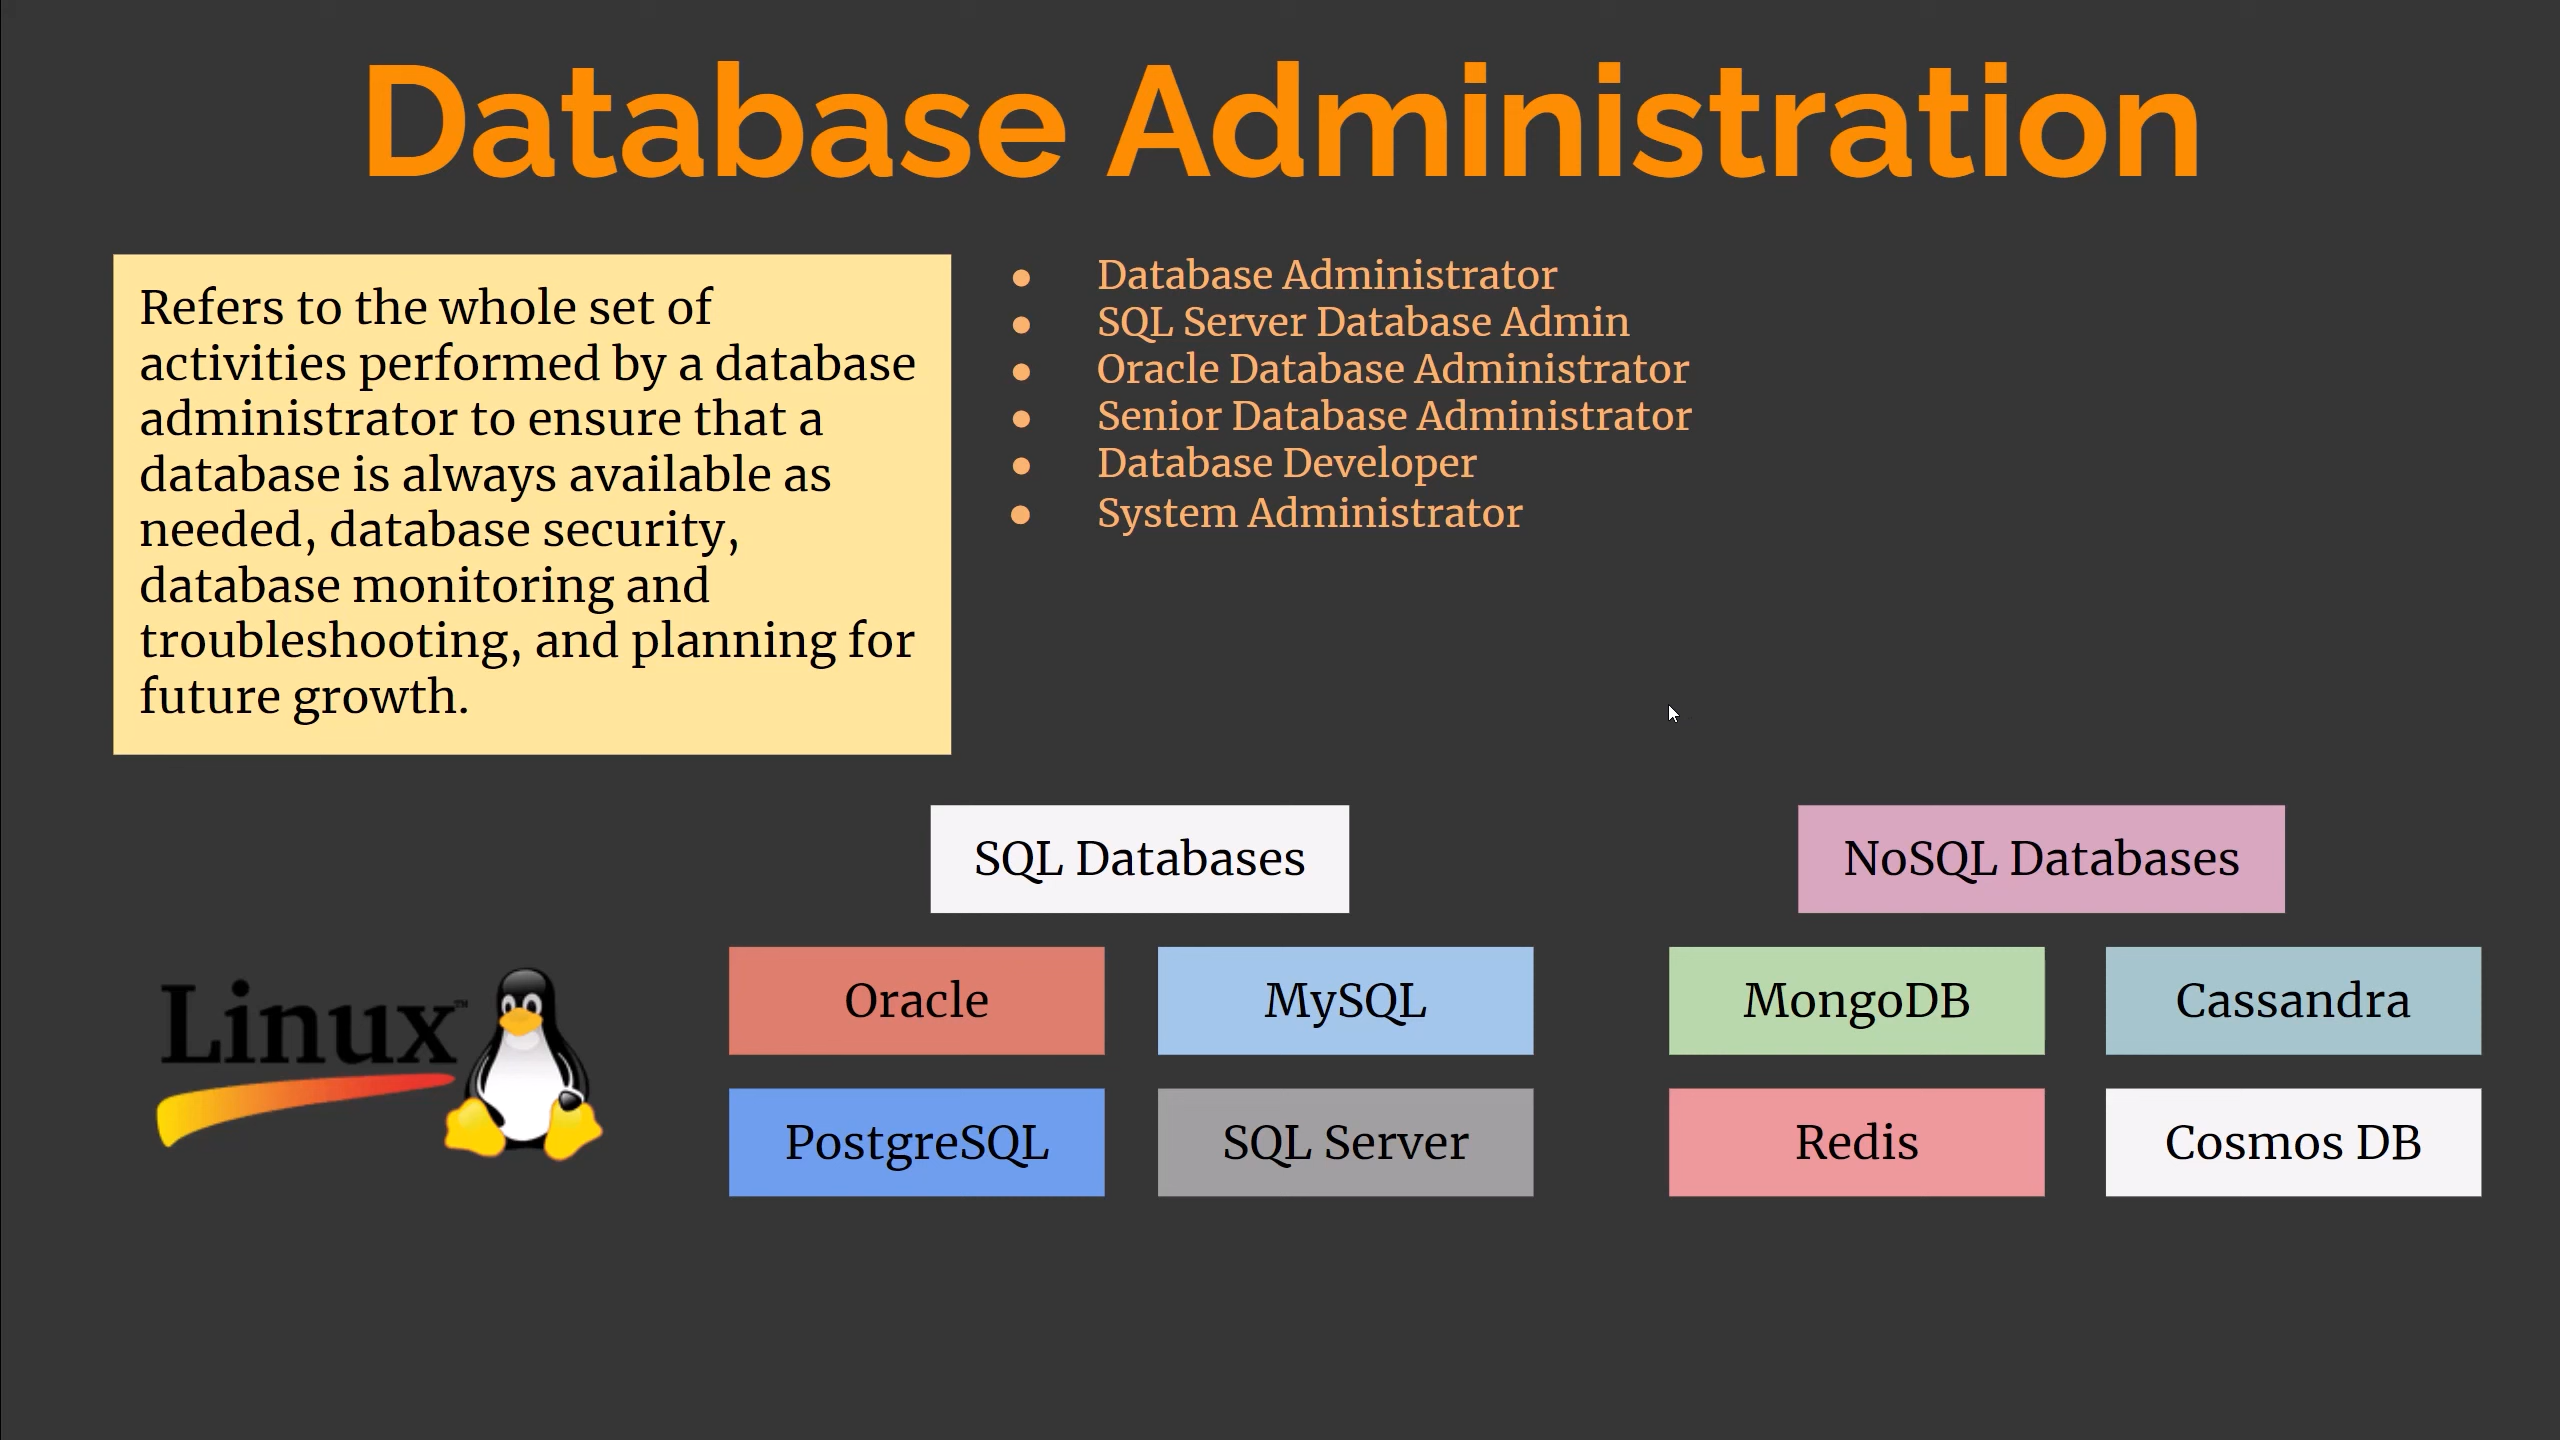 Database Administration
Refers to the whole set of
activities performed by a database
administrator to ensure that a
database is always available as
needed, database security,
database monitoring and
troubleshooting, and planning for
future growth.
● Database Administrator
● SQL Server Database Admin
● Oracle Database Administrator
● Senior Database Administrator
● Database Developer
● System Administrator
SQL Databases
Oracle
MySQL
PostgreSQL
SQL Server
NoSQL Databases
MongoDB
Cassandra
Redis
Cosmos DB
Linux™